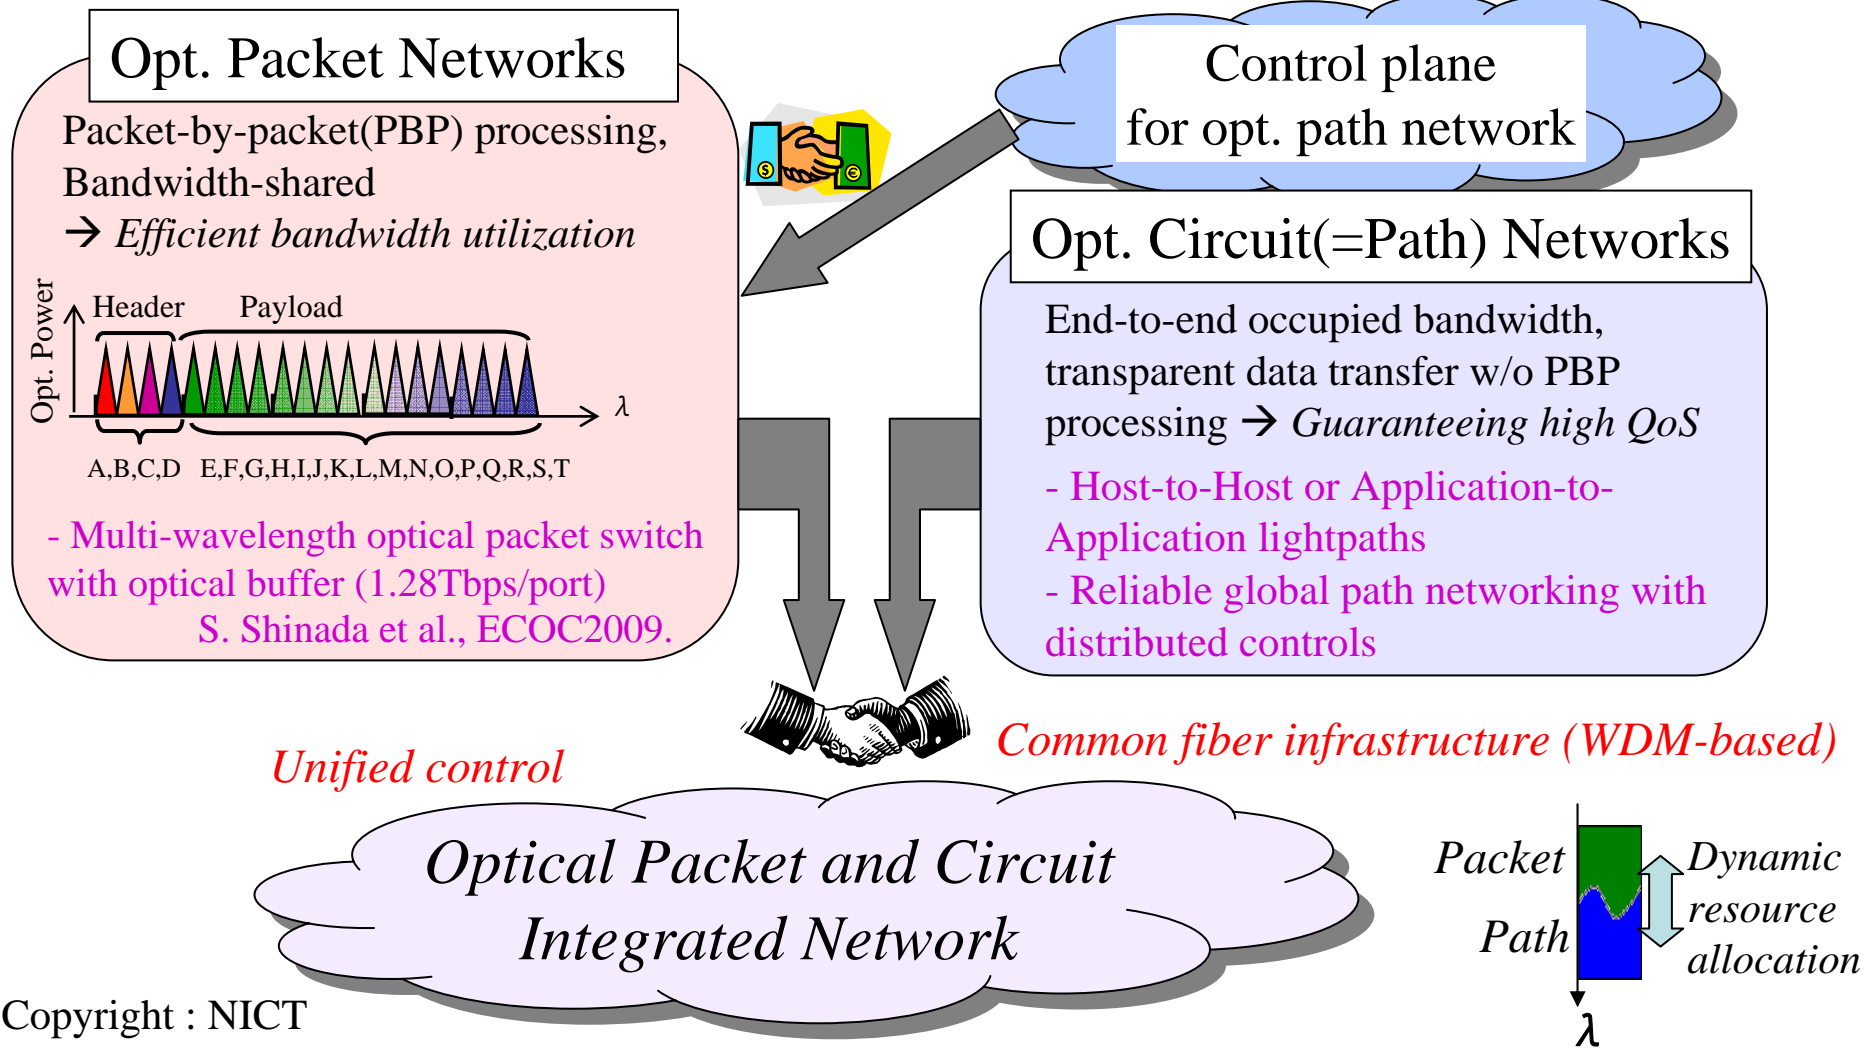 Opt. Packet Networks
Packet-by-packet(PBP) processing,
Bandwidth-shared
→ Efficient bandwidth utilization
Opt. Power
Header
Payload
λ
A,B,C,D
E,F,G,H,I,J,K,L,M,N,O,P,Q,R,S,T
- Multi-wavelength optical packet switch
with optical buffer (1.28Tbps/port)
S. Shinada et al., ECOC2009.
$
€
Control plane
for opt. path network
Opt. Circuit(=Path) Networks
End-to-end occupied bandwidth,
transparent data transfer w/o PBP
processing → Guaranteeing high QoS
- Host-to-Host or Application-to-
Application lightpaths
- Reliable global path networking with
distributed controls
Unified control
Common fiber infrastructure (WDM-based)
Optical Packet and Circuit
Integrated Network
Packet
Path
Dynamic
resource
allocation
λ
Copyright : NICT